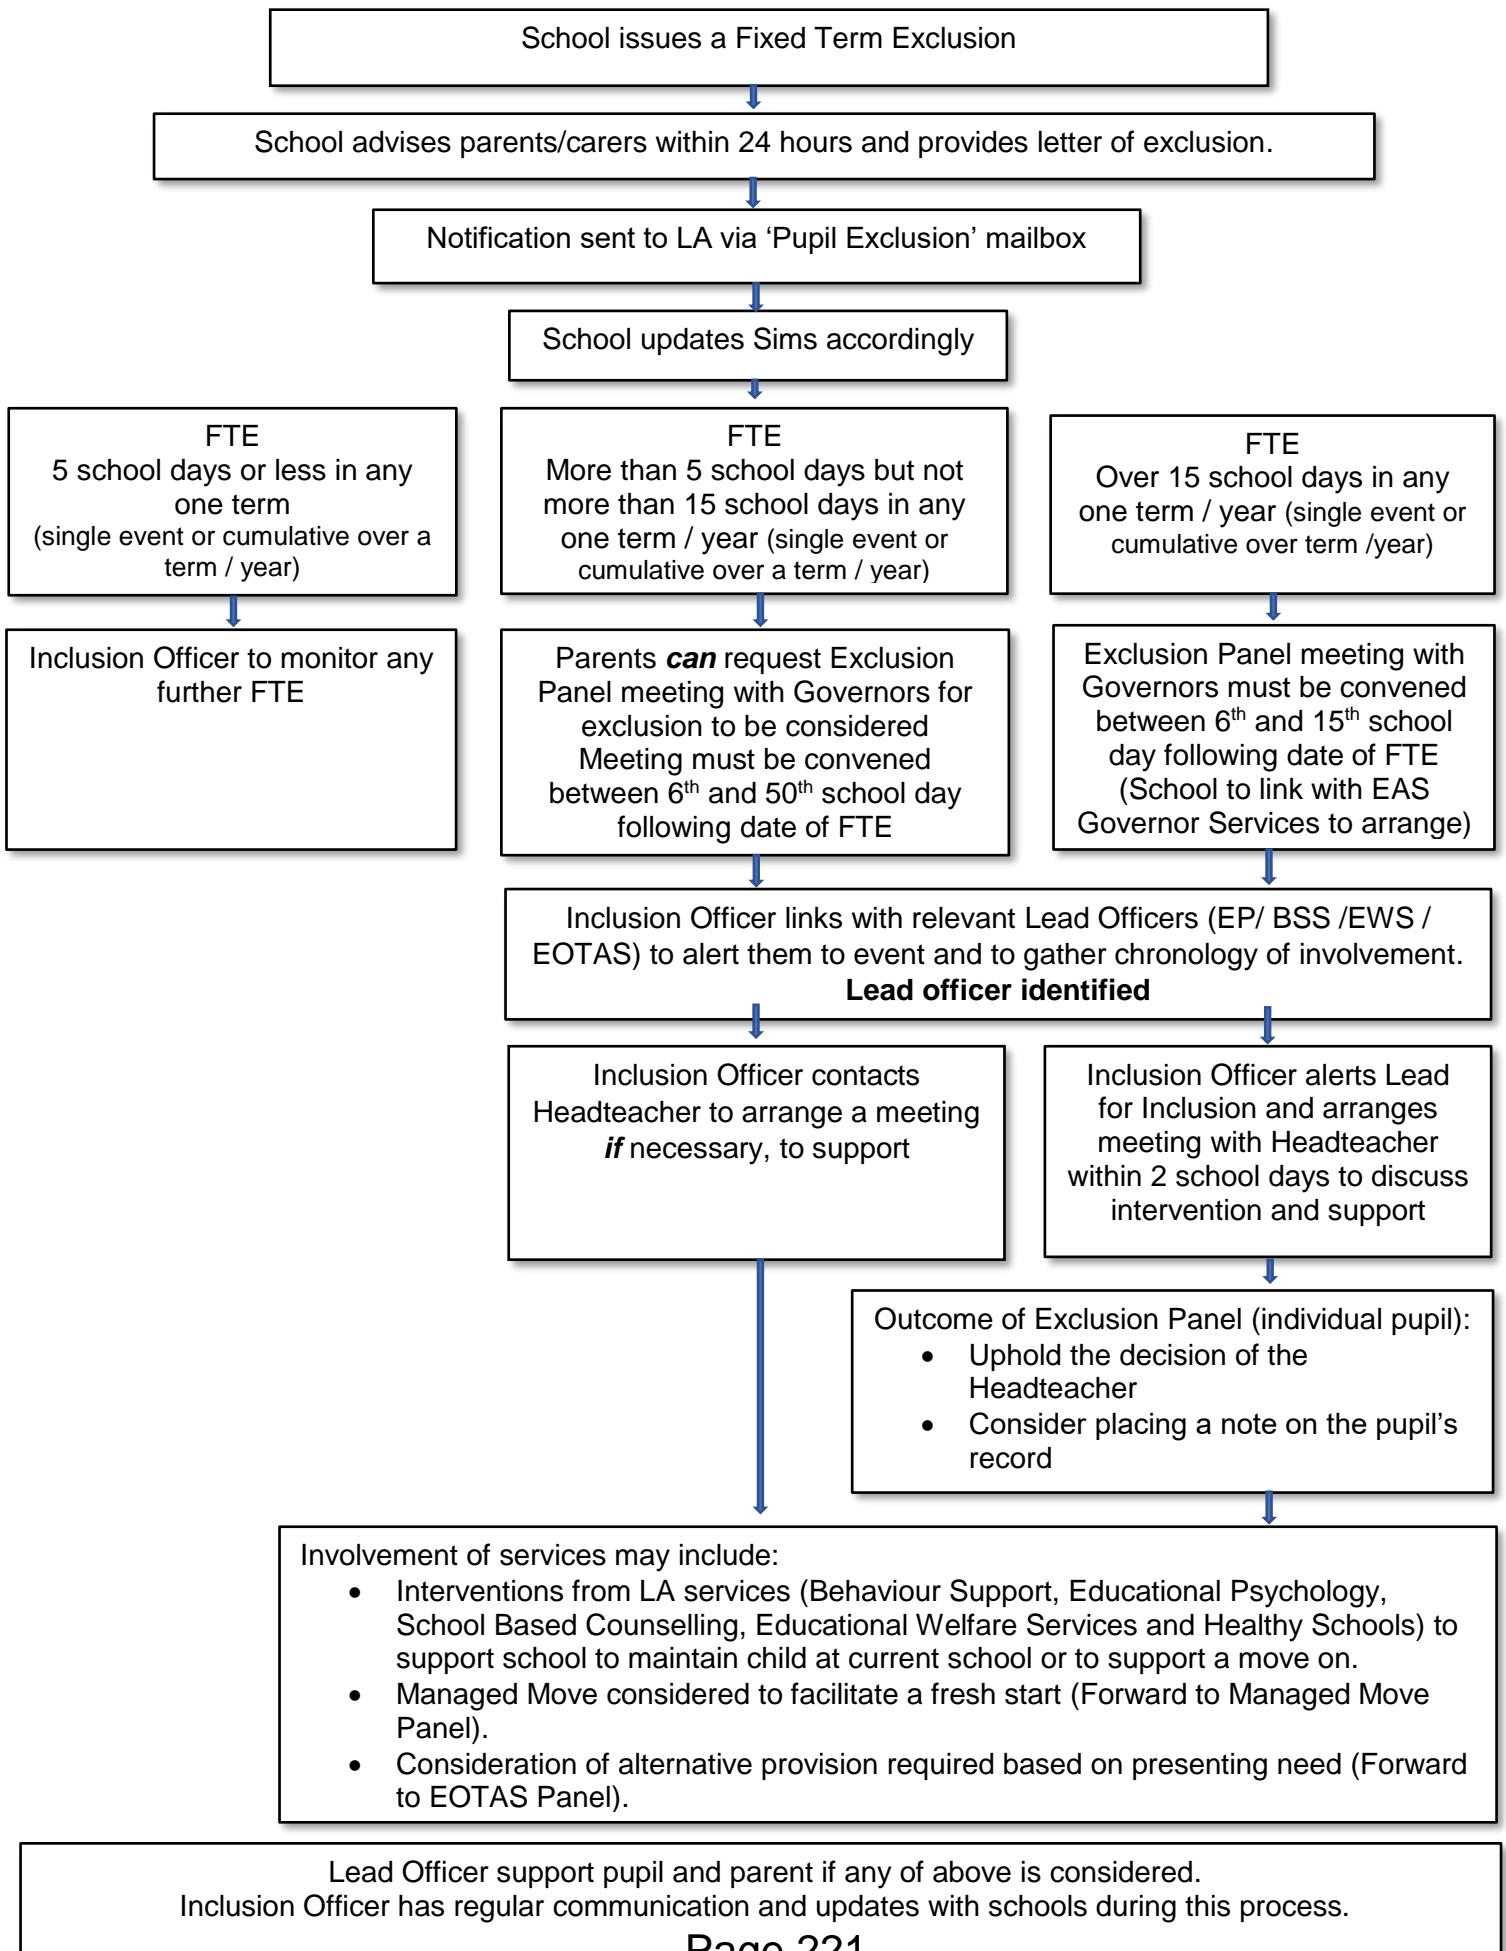 School issues a Fixed Term Exclusion
School advises parents/carers within 24 hours and provides letter of exclusion.
Notification sent to LA via ‘Pupil Exclusion’ mailbox
School updates Sims accordingly
FTE
5 school days or less in any
one term
(single event or cumulative over a
term / year)
FTE
More than 5 school days but not
more than 15 school days in any
one term / year (single event or
cumulative over a term / year)
FTE
Over 15 school days in any
one term / year (single event or
cumulative over term /year)
Inclusion Officer to monitor any
further FTE
Parents can request Exclusion
Panel meeting with Governors for
exclusion to be considered
Meeting must be convened
between 6th and 50th school day
following date of FTE
Exclusion Panel meeting with
Governors must be convened
between 6th and 15th school
day following date of FTE
(School to link with EAS
Governor Services to arrange)
Inclusion Officer links with relevant Lead Officers (EP/ BSS /EWS /
EOTAS) to alert them to event and to gather chronology of involvement.
Lead officer identified
Inclusion Officer contacts
Headteacher to arrange a meeting
if necessary, to support
Inclusion Officer alerts Lead
for Inclusion and arranges
meeting with Headteacher
within 2 school days to discuss
intervention and support
Outcome of Exclusion Panel (individual pupil):
• Uphold the decision of the
Headteacher
• Consider placing a note on the pupil’s
record
Involvement of services may include:
• Interventions from LA services (Behaviour Support, Educational Psychology,
School Based Counselling, Educational Welfare Services and Healthy Schools) to
support school to maintain child at current school or to support a move on.
• Managed Move considered to facilitate a fresh start (Forward to Managed Move
Panel).
• Consideration of alternative provision required based on presenting need (Forward
to EOTAS Panel).
Lead Officer support pupil and parent if any of above is considered.
Inclusion Officer has regular communication and updates with schools during this process.
Page 221